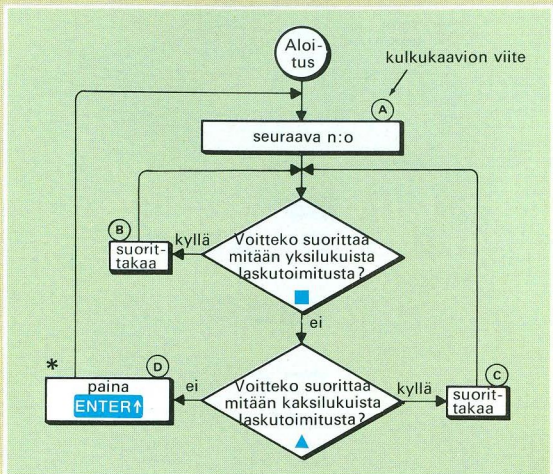 Aloi-
tus
kulkukaavion viite
A
seuraava n:o
B
suorit-
takaa
kyllä
Voitteko suorittaa
mitään yksilukuista
laskutoimitusta?
ei
*
D
paina
ENTER↑
ei
Voitteko suorittaa
mitään kaksilukuista
laskutoimitusta?
kyllä
C
suorit-
takaa